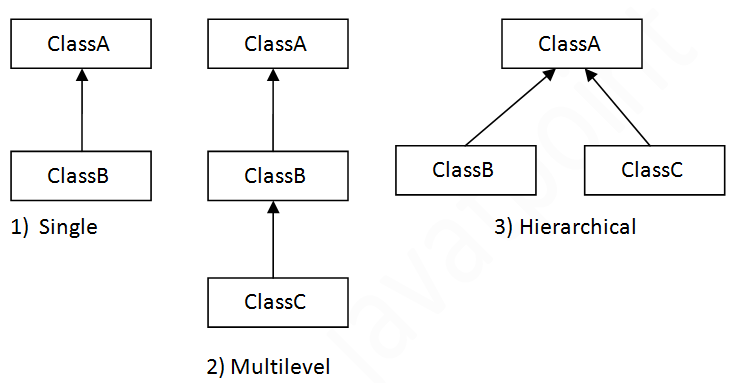 ClassA
ClassB
1) Single
ClassA
ClassB
ClassC
2) Multilevel
ClassA
ClassB
ClassC
3) Hierarchical